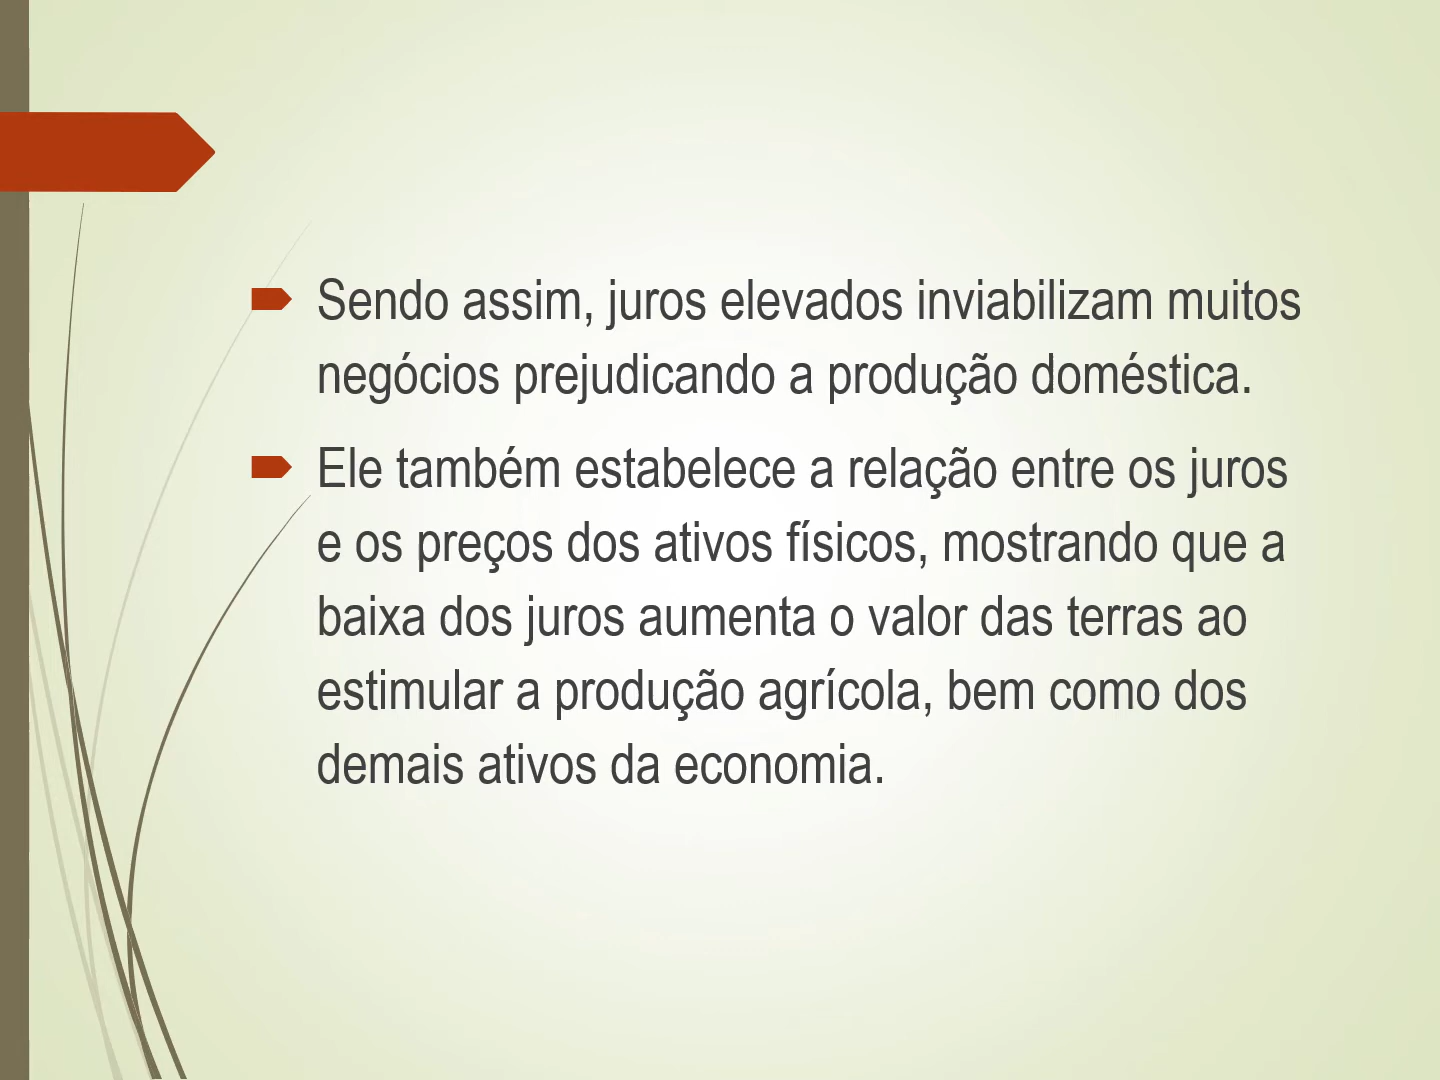 Sendo assim, juros elevados inviabilizam muitos
negócios prejudicando a produção doméstica.
Ele também estabelece a relação entre os juros
e os preços dos ativos físicos, mostrando que a
baixa dos juros aumenta o valor das terras ao
estimular a produção agrícola, bem como dos
demais ativos da economia.